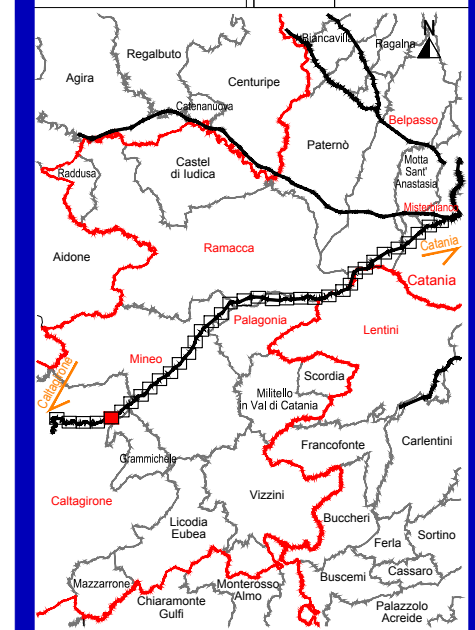 N
Biancavilla
Ragalna
Regalbuto
Agira
Centuripe
Catenanuova
Belpasso
Paternò
Castel
di Iudica
Raddusa
Motta
Sant'
Anastasia
Misterbianco
Catania
Ramacca
Aidone
Catania
Palagonia
Lentini
Mineo
Caltagirone
Scordia
Militello
in Val di Catania
Francofonte
Carlentini
Grammichele
Caltagirone
Vizzini
Licodia
Eubea
Buccheri
Ferla
Sortino
Cassaro
Buscemi
Mazzarrone
Chiaramonte
Gulfi
Monterosso
Almo
Palazzolo
Acreide